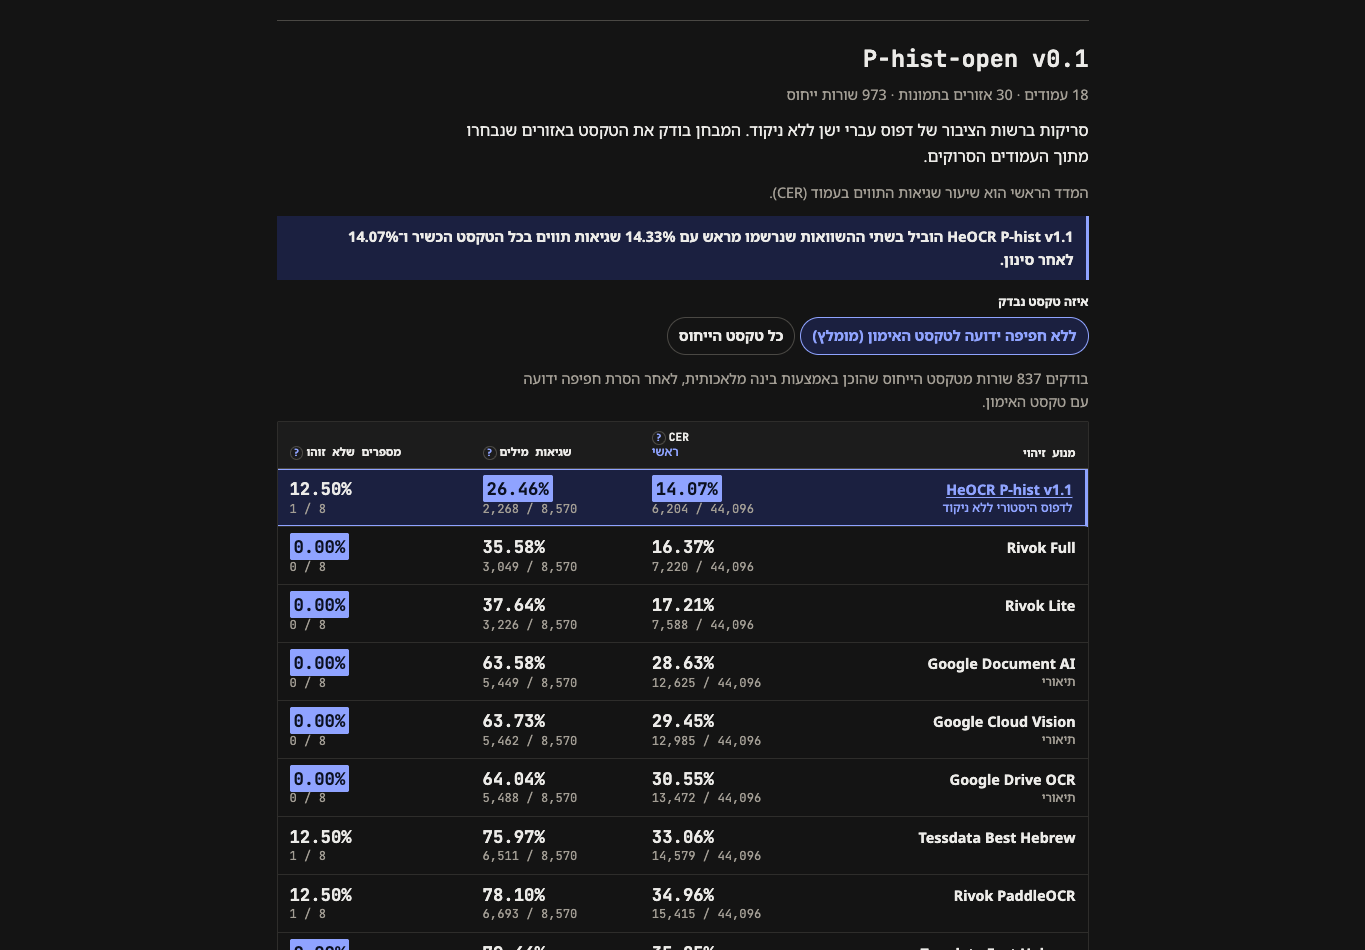 P-hist-open v0.1
18 עמודים · 30 אזורים בתמונות · 973 שורות ייחוס
סריקות ברשות הציבור של דפוס עברי ישן ללא ניקוד. המבחן בודק את הטקסט באזורים שנבחרו
מתוך העמודים הסרוקים.
המדד הראשי הוא שיעור שגיאות התווים בעמוד (CER).
HeOCR P-hist v1.1 הוביל בשתי ההשוואות שנרשמו מראש עם 14.33% שגיאות תווים בכל הטקסט הכשיר ו־14.07%
לאחר סינון.
איזה טקסט נבדק
ללא חפיפה ידועה לטקסט האימון (מומלץ) כל טקסט הייחוס
בודקים 837 שורות מטקסט הייחוס שהוכן באמצעות בינה מלאכותית, לאחר הסרת חפיפה ידועה
עם טקסט האימון.
מנוע זיהוי CER ? שגיאות מילים ? מספרים שלא זוהו ?
ראשי
HeOCR P-hist v1.1 14.07% 26.46% 12.50%
לדפוס היסטורי ללא ניקוד 6,204 / 44,096 2,268 / 8,570 1 / 8
Rivok Full 16.37% 35.58% 0.00%
7,220 / 44,096 3,049 / 8,570 0 / 8
Rivok Lite 17.21% 37.64% 0.00%
7,588 / 44,096 3,226 / 8,570 0 / 8
Google Document AI 28.63% 63.58% 0.00%
תיאורי 12,625 / 44,096 5,449 / 8,570 0 / 8
Google Cloud Vision 29.45% 63.73% 0.00%
תיאורי 12,985 / 44,096 5,462 / 8,570 0 / 8
Google Drive OCR 30.55% 64.04% 0.00%
תיאורי 13,472 / 44,096 5,488 / 8,570 0 / 8
Tessdata Best Hebrew 33.06% 75.97% 12.50%
14,579 / 44,096 6,511 / 8,570 1 / 8
Rivok PaddleOCR 34.96% 78.10% 12.50%
15,415 / 44,096 6,693 / 8,570 1 / 8